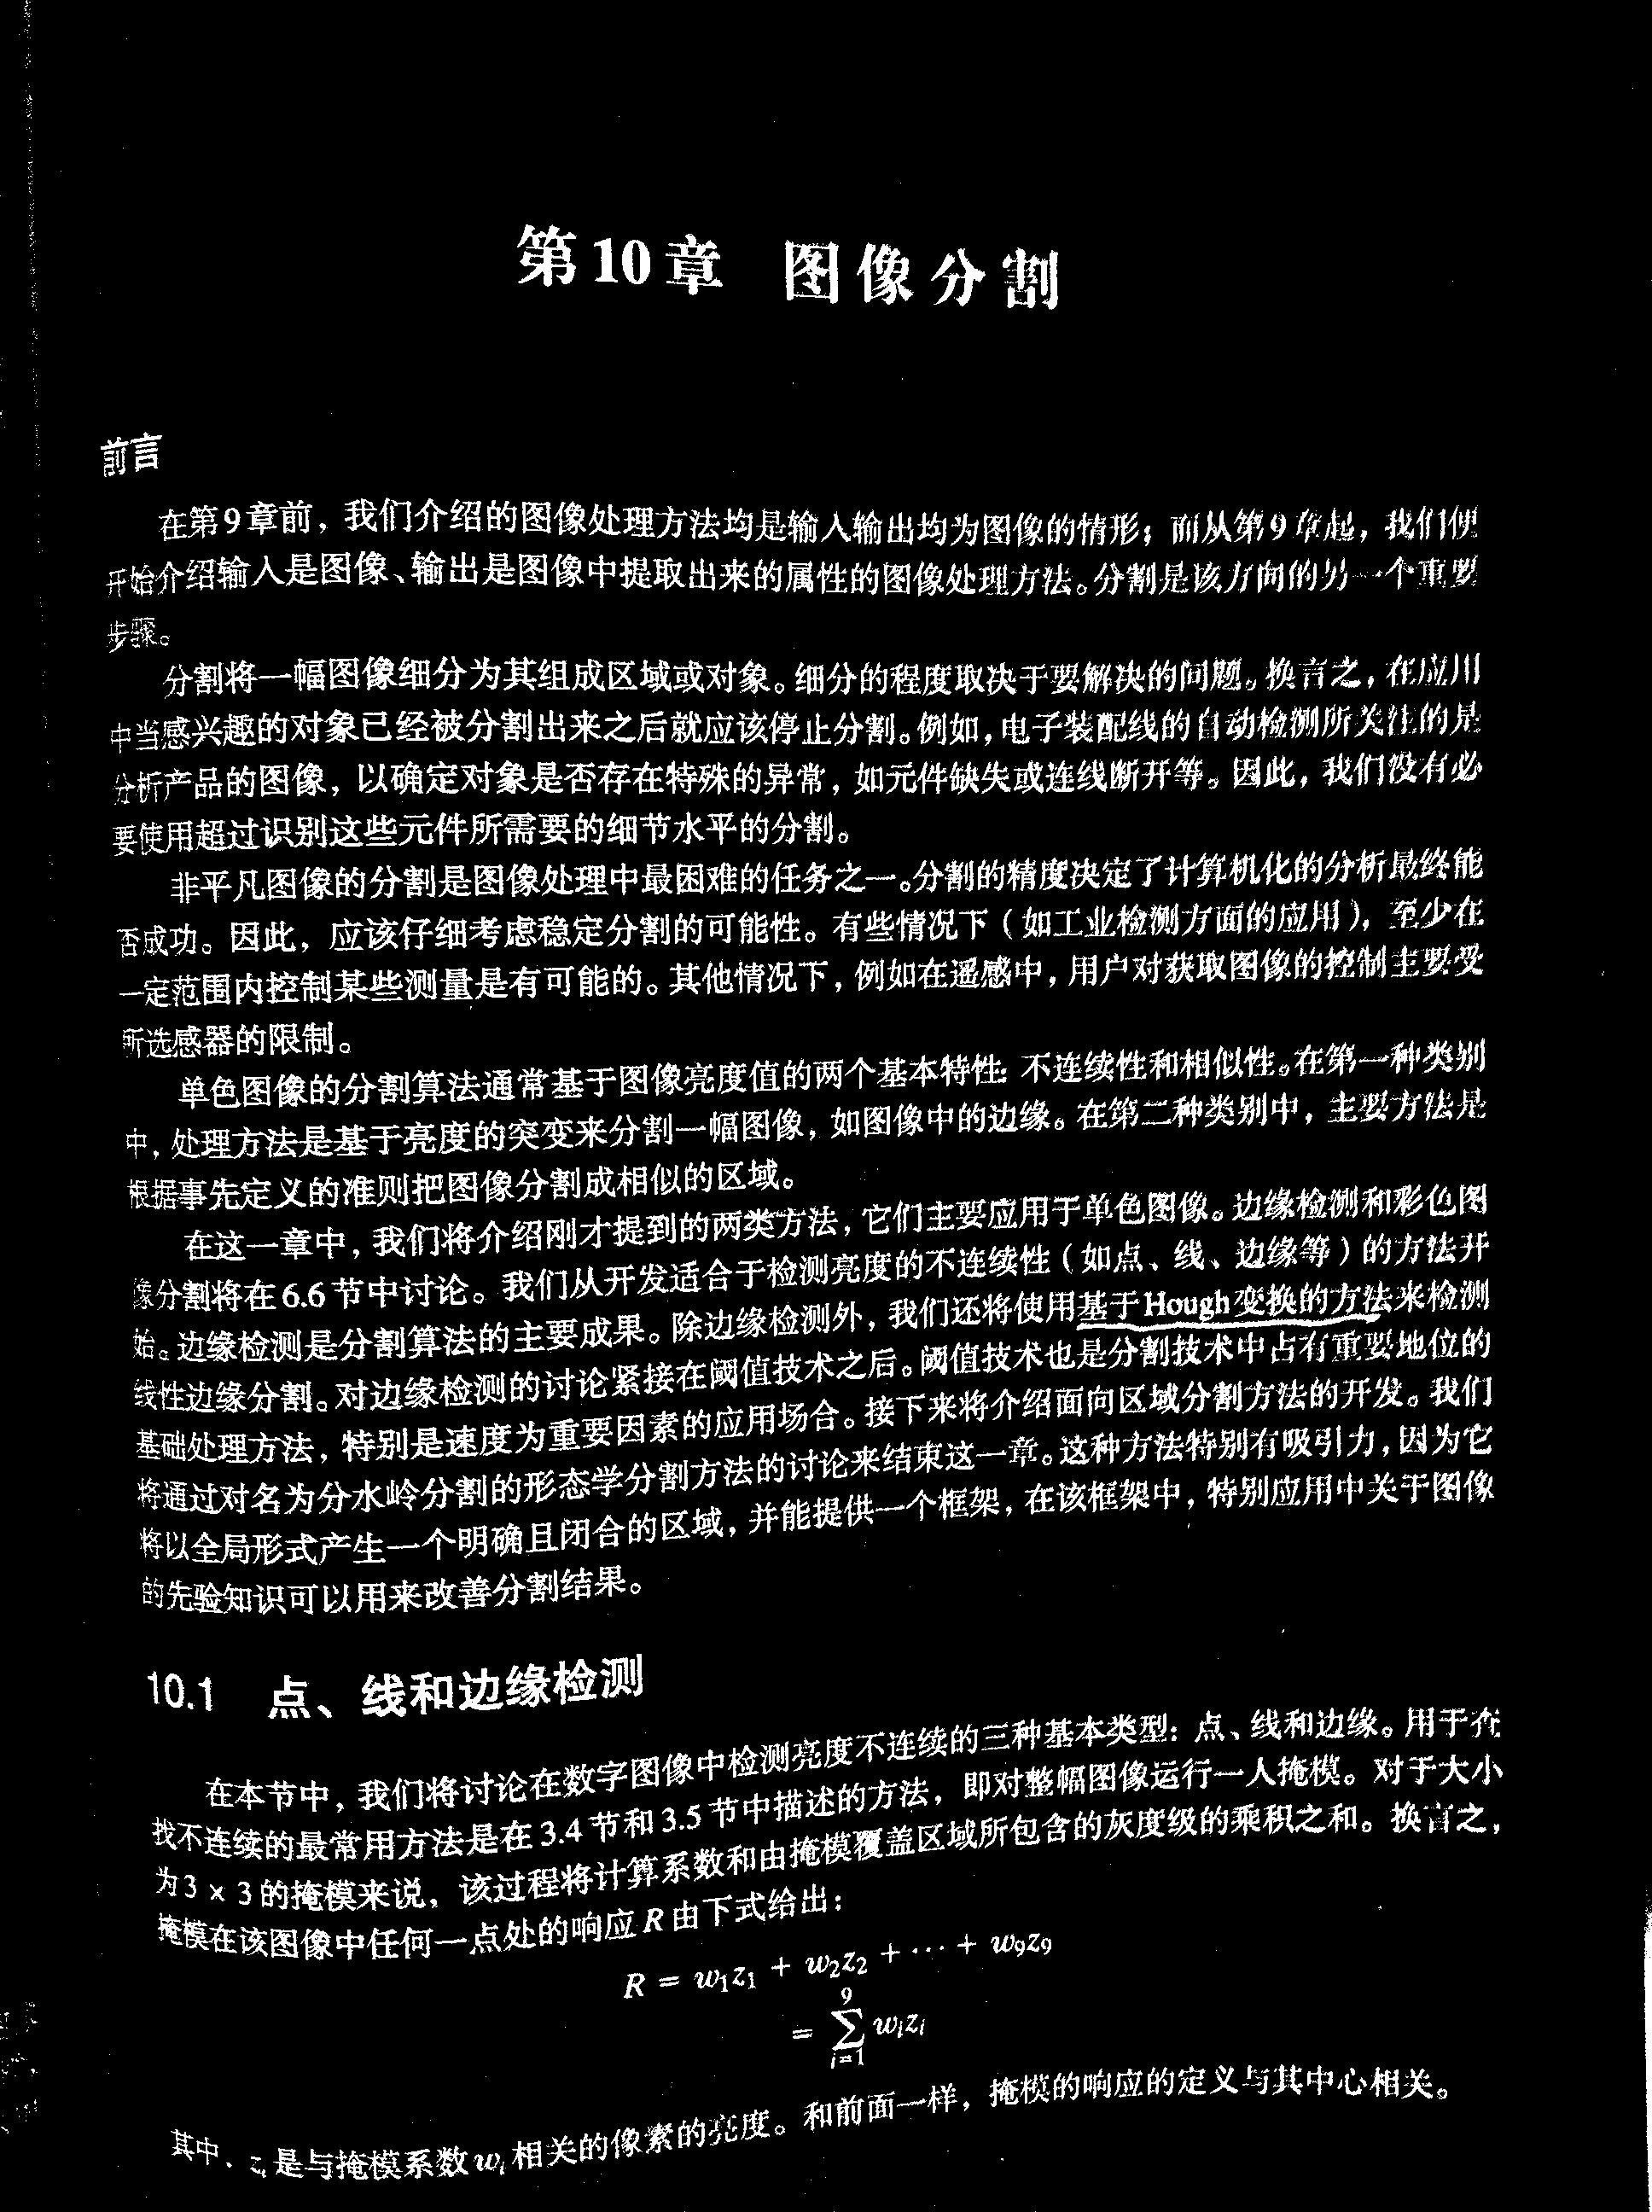 第10章 图像分割
前言
在第9章前，我们介绍的图像处理方法均是输入输出均为图像的情形；而从第9章起，我们便
开始介绍输入是图像、输出是图像中提取出来的属性的图像处理方法。分割是该方向的另一个重要
步骤。
分割将一幅图像细分为其组成区域或对象。细分的程度取决于要解决的问题。换言之，在应用
中当感兴趣的对象已经被分割出来之后就应该停止分割。例如，电子装配线的自动检测所关注的是
分析产品的图像，以确定对象是否存在特殊的异常，如元件缺失或连线断开等。因此，我们没有必
要使用超过识别这些元件所需要的细节水平的分割。
非平凡图像的分割是图像处理中最困难的任务之一。分割的精度决定了计算机化的分析最终能
否成功。因此，应该仔细考虑稳定分割的可能性。有些情况下（如工业检测方面的应用），至少在
一定范围内控制某些测量是有可能的。其他情况下，例如在遥感中，用户对获取图像的控制主要受
所选感器的限制。
单色图像的分割算法通常基于图像亮度值的两个基本特性：不连续性和相似性。在第一种类别
中，处理方法是基于亮度的突变来分割一幅图像，如图像中的边缘。在第二种类别中，主要方法是
根据事先定义的准则把图像分割成相似的区域。
在这一章中，我们将介绍刚才提到的两类方法，它们主要应用于单色图像。边缘检测和彩色图
像分割将在6.6节中讨论。我们从开发适合于检测亮度的不连续性（如点、线、边缘等）的方法开
始。边缘检测是分割算法的主要成果。除边缘检测外，我们还将使用基于Hough变换的方法来检测
线性边缘分割。对边缘检测的讨论紧接在阈值技术之后。阈值技术也是分割技术中占有重要地位的
基础处理方法，特别是速度为重要因素的应用场合。接下来将介绍面向区域分割方法的开发。我们
将通过对名为分水岭分割的形态学分割方法的讨论来结束这一章。这种方法特别有吸引力，因为它
将以全局形式产生一个明确且闭合的区域，并能提供一个框架，在该框架中，特别应用中关于图像
的先验知识可以用来改善分割结果。
10.1 点、线和边缘检测
在本节中，我们将讨论在数字图像中检测亮度不连续的三种基本类型：点、线和边缘。用于查
找不连续的最常用方法是在3.4节和3.5节中描述的方法，即对整幅图像运行一人掩模。对于大小
为3 × 3的掩模来说，该过程将计算系数和由掩模覆盖区域所包含的灰度级的乘积之和。换言之，
掩模在该图像中任何一点处的响应R由下式给出：
R = w₁z₁ + w₂z₂ + ⋯ + w₉z₉
= ∑ᵢ₌₁⁹ wᵢzᵢ
其中，zᵢ是与掩模系数wᵢ相关的像素的亮度。和前面一样，掩模的响应的定义与其中心相关。